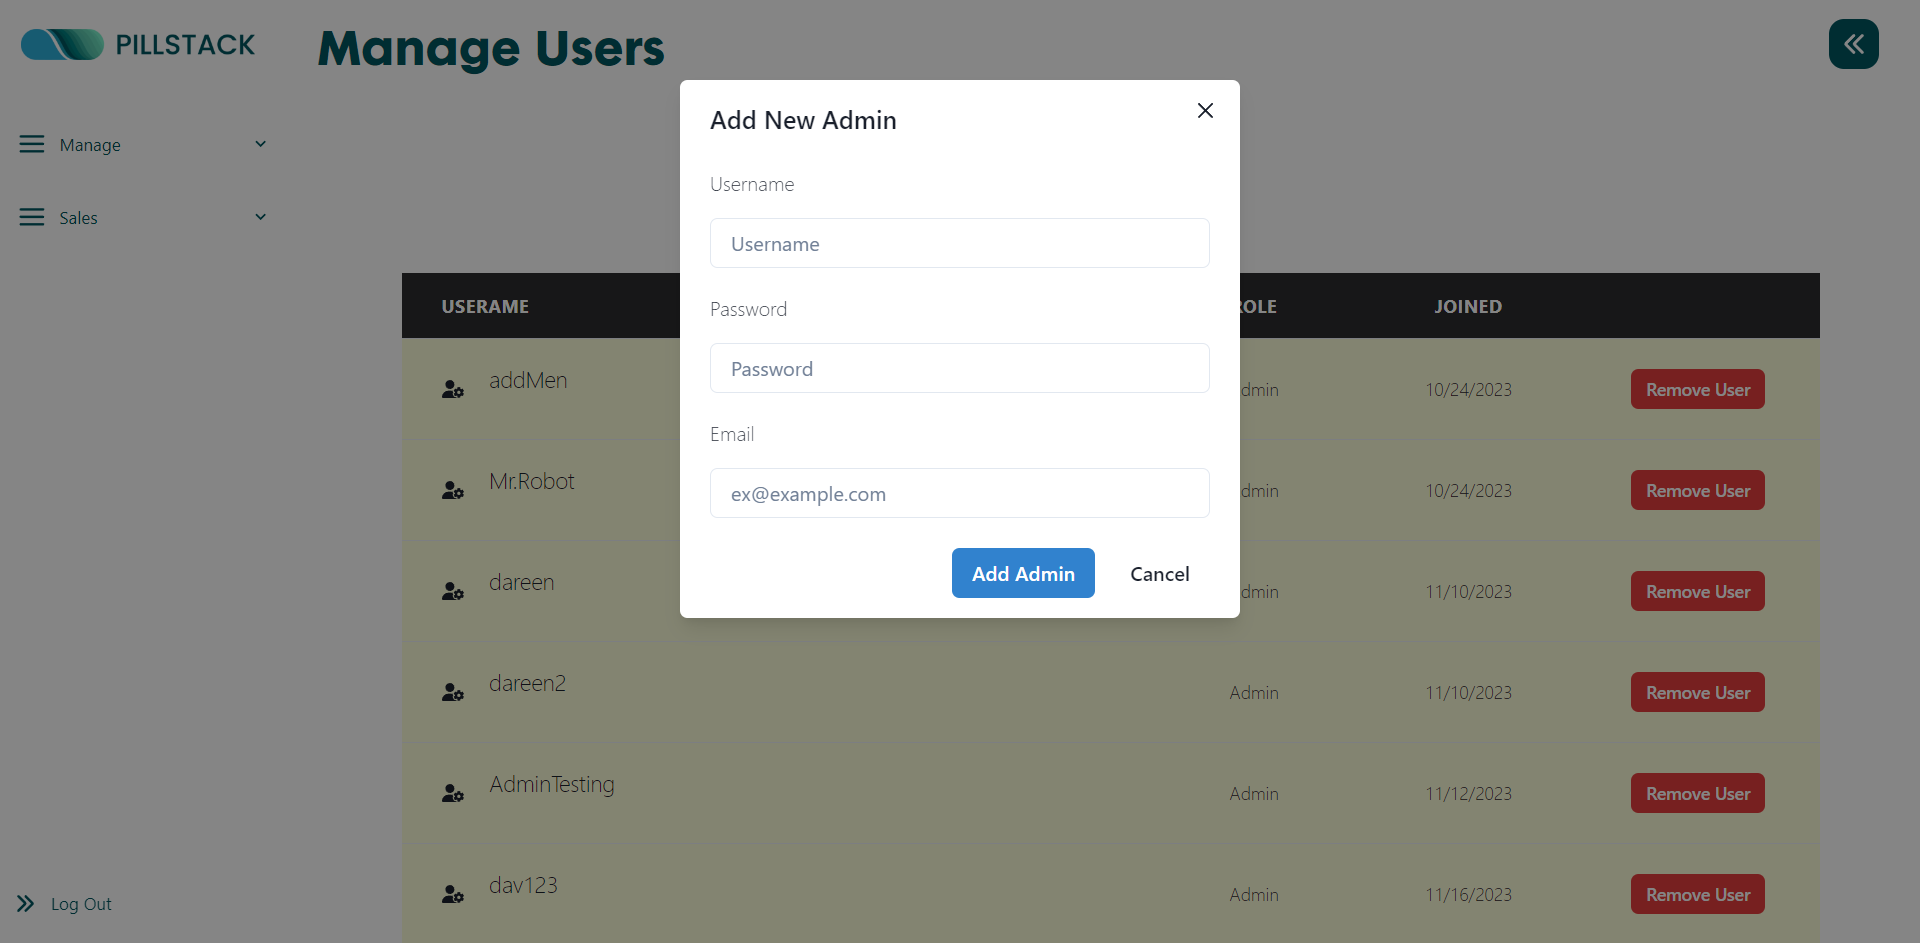 PILLSTACK
Manage Users
Manage
Sales
Add New Admin
Username
Username
Password
Password
Email
ex@example.com
Add Admin Cancel
USERAME ROLE JOINED
addMen dmin 10/24/2023 Remove User
Mr.Robot dmin 10/24/2023 Remove User
dareen dmin 11/10/2023 Remove User
dareen2 Admin 11/10/2023 Remove User
AdminTesting Admin 11/12/2023 Remove User
dav123 Admin 11/16/2023 Remove User
Log Out